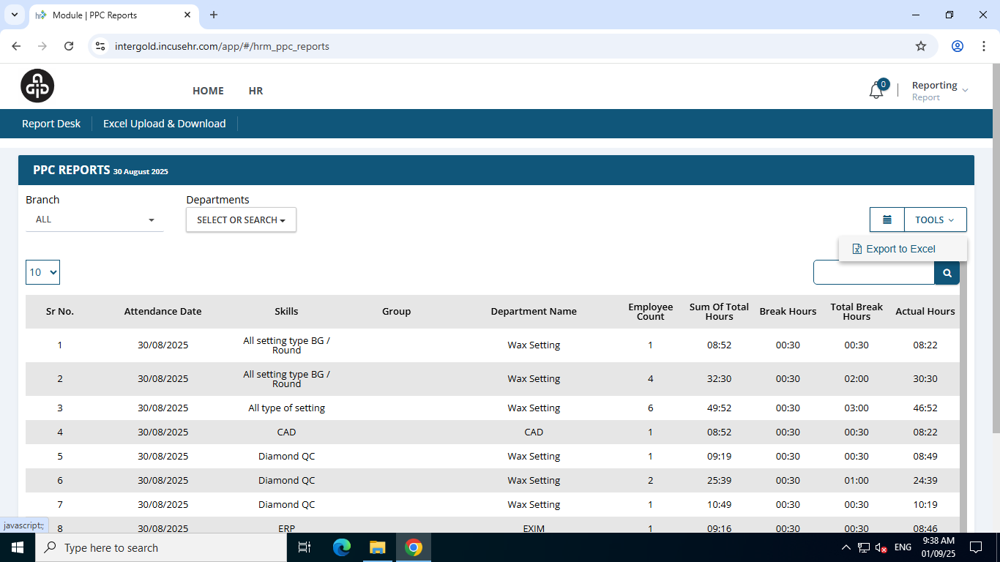 Module | PPC Reports
intergold.incusehr.com/app/#/hrm_ppc_reports
HOME HR
0
Reporting
Report
Report Desk Excel Upload & Download
PPC REPORTS 30 August 2025
Branch Departments
ALL SELECT OR SEARCH TOOLS
Export to Excel
10
Sr No. Attendance Date Skills Group Department Name Employee Count Sum Of Total Hours Break Hours Total Break Hours Actual Hours
1 30/08/2025 All setting type BG / Round Wax Setting 1 08:52 00:30 00:30 08:22
2 30/08/2025 All setting type BG / Round Wax Setting 4 32:30 00:30 02:00 30:30
3 30/08/2025 All type of setting Wax Setting 6 49:52 00:30 03:00 46:52
4 30/08/2025 CAD CAD 1 08:52 00:30 00:30 08:22
5 30/08/2025 Diamond QC Wax Setting 1 09:19 00:30 00:30 08:49
6 30/08/2025 Diamond QC Wax Setting 2 25:39 00:30 01:00 24:39
7 30/08/2025 Diamond QC Wax Setting 1 10:49 00:30 00:30 10:19
8 30/08/2025 ERP EXIM 1 09:16 00:30 00:30 08:46
javascript:;
Type here to search
ENG
9:38 AM
01/09/25